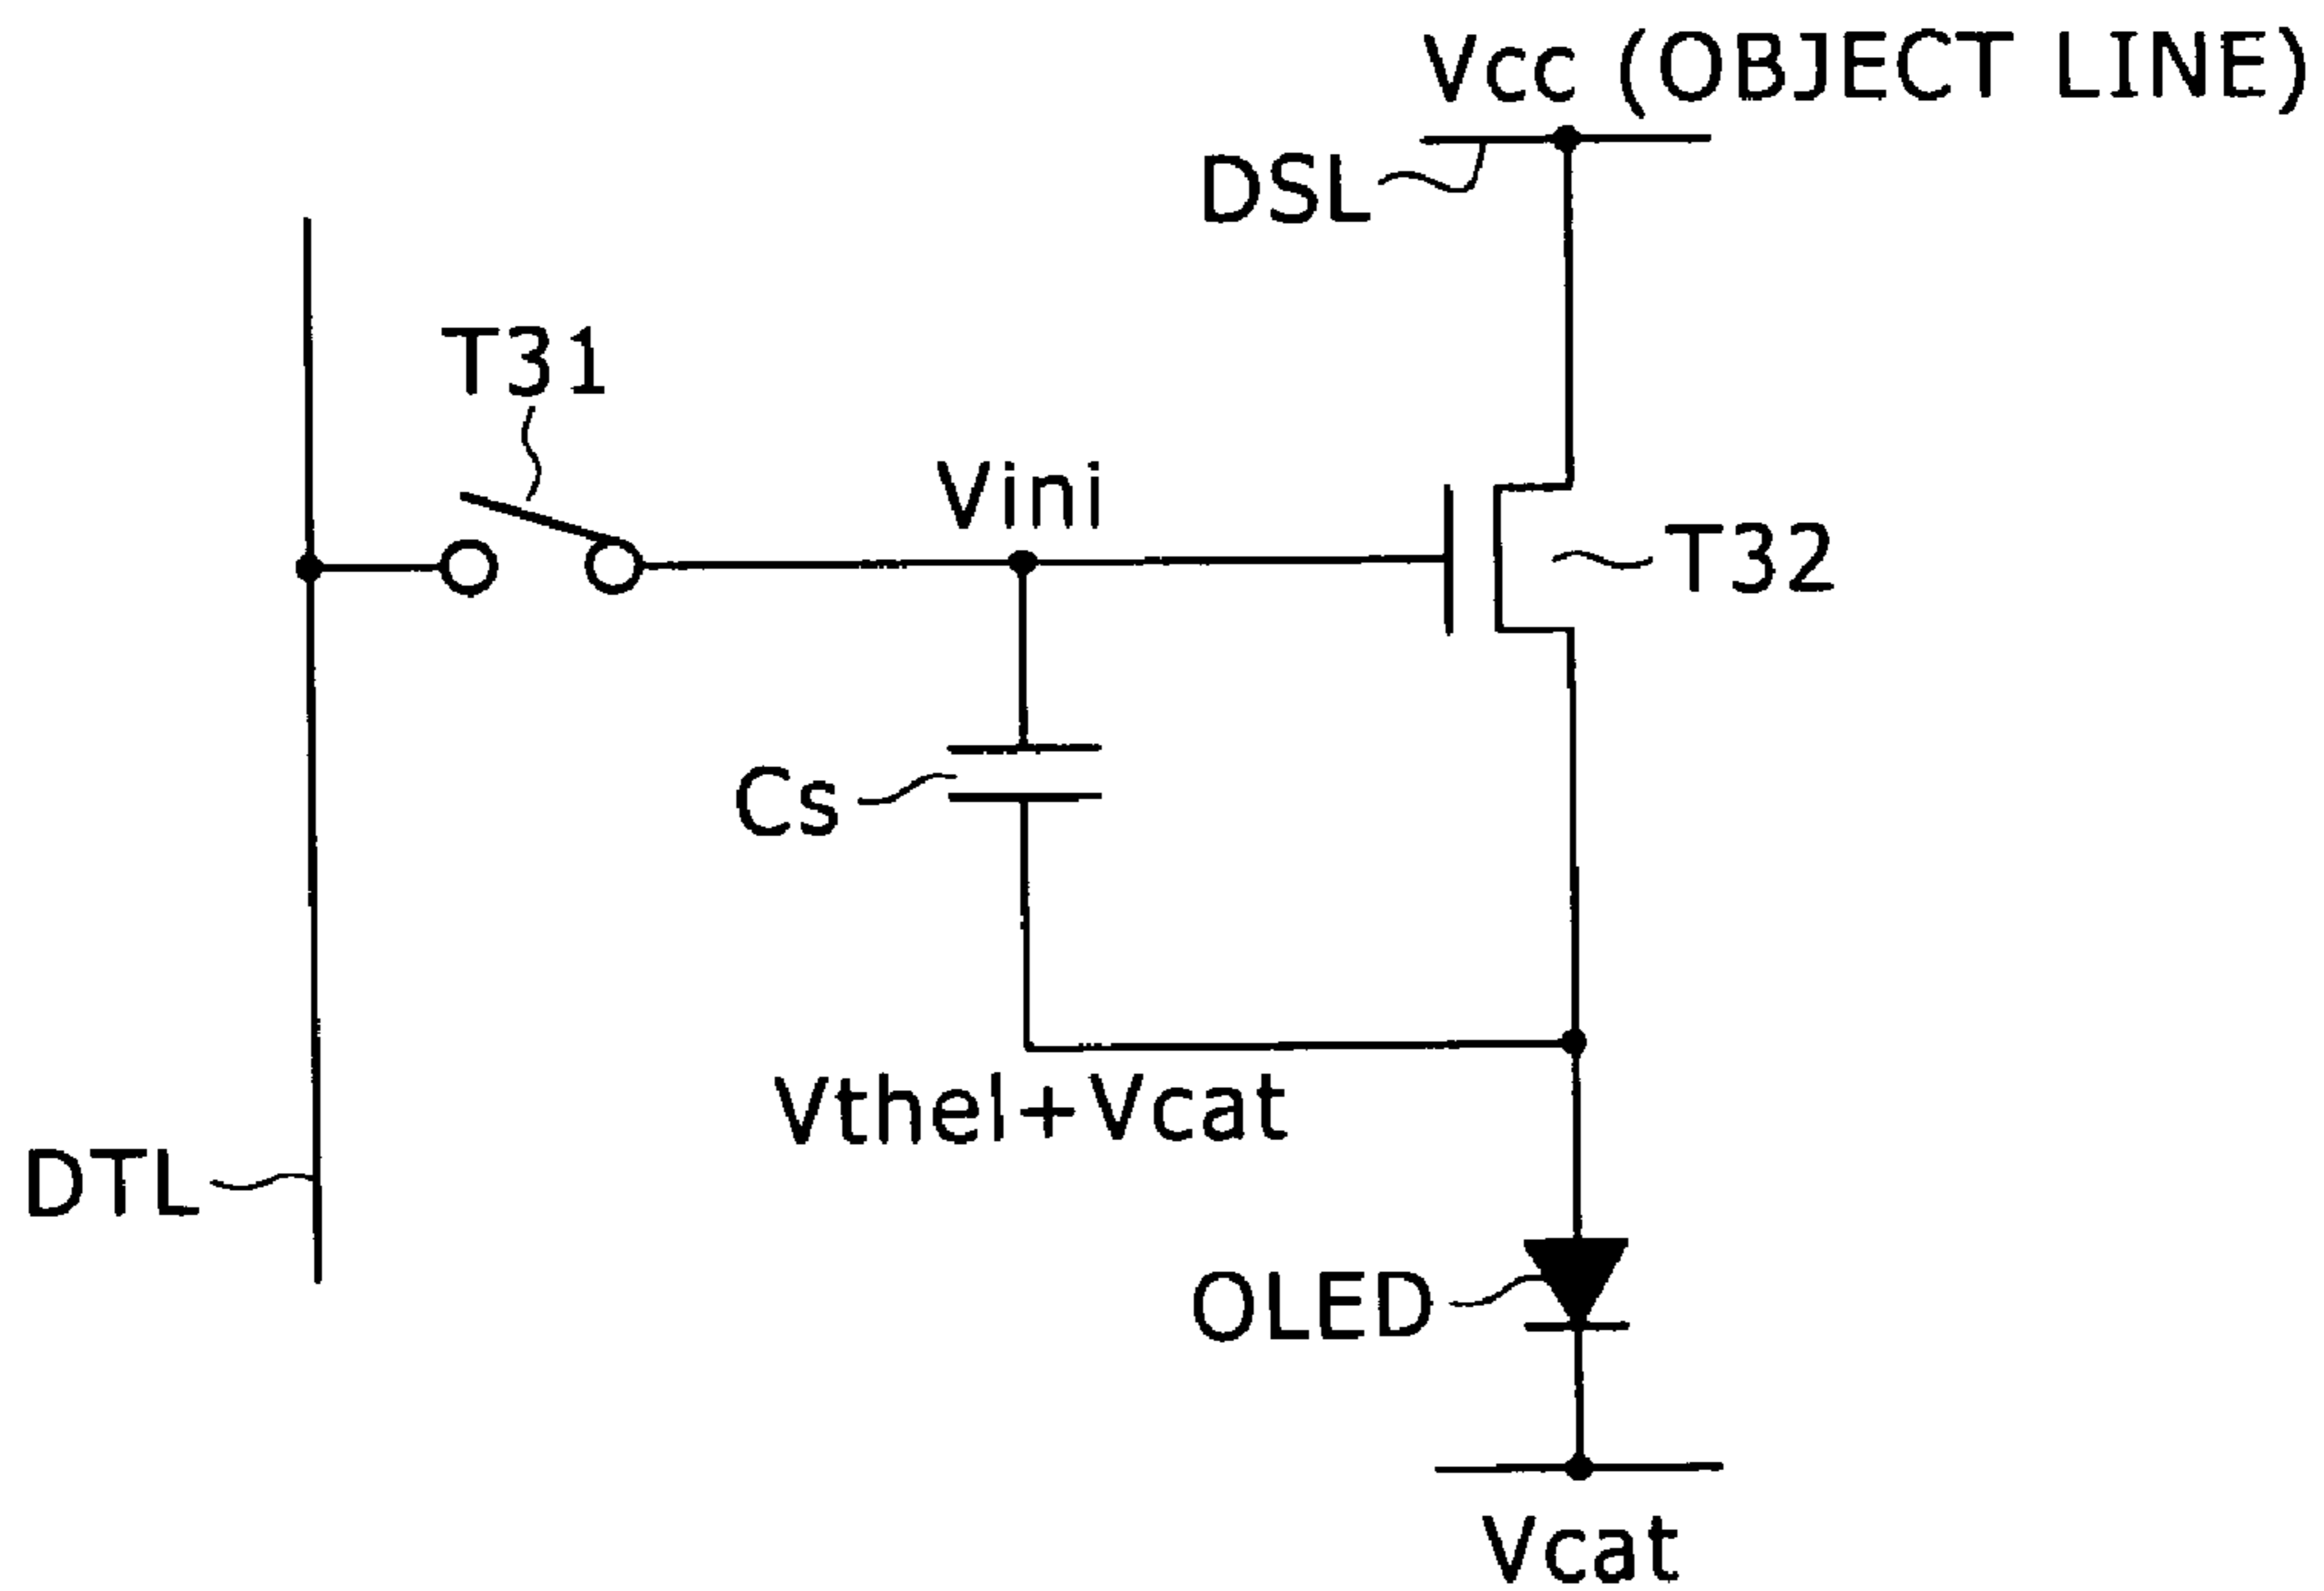 Vcc (OBJECT LINE)
DSL
T31
Vini
T32
Cs
Vthel+Vcat
DTL
OLED
Vcat